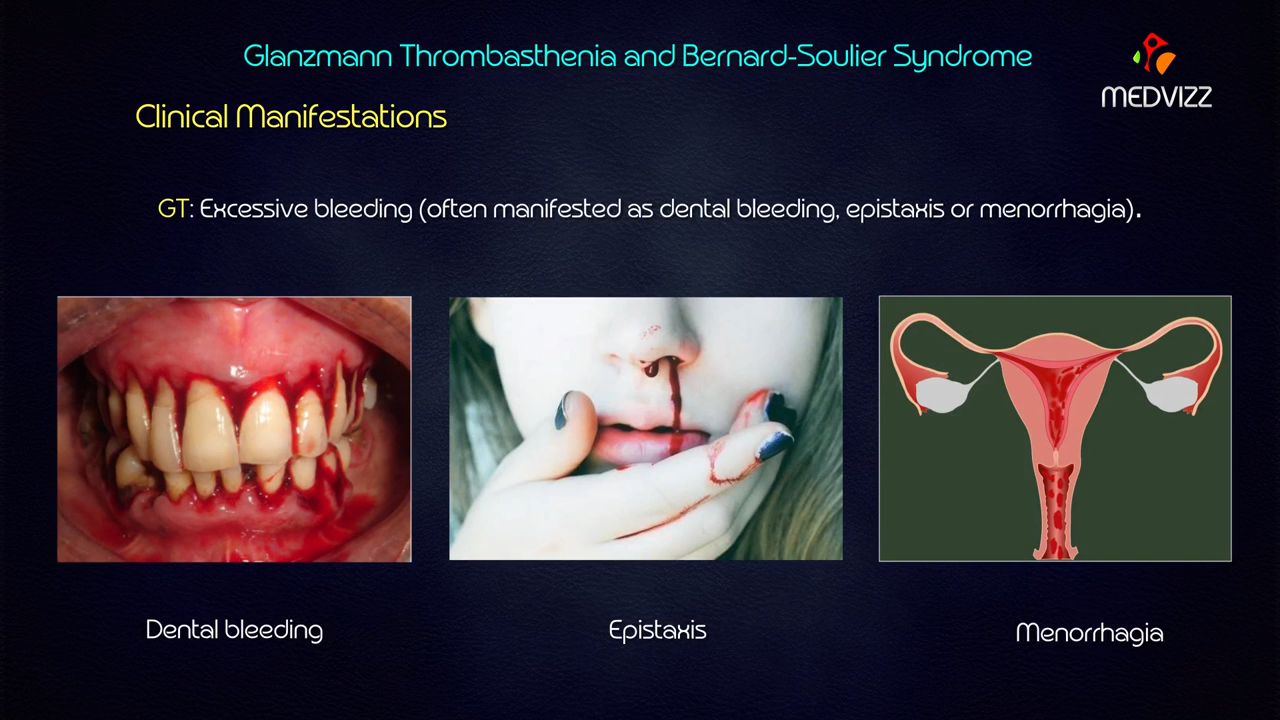 Glanzmann Thrombasthenia and Bernard-Soulier Syndrome
MEDVIZZ
Clinical Manifestations
GT: Excessive bleeding (often manifested as dental bleeding, epistaxis or menorrhagia).
Dental bleeding
Epistaxis
Menorrhagia